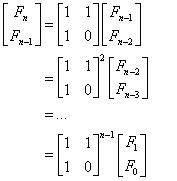 [F_n; F_{n-1}] = [1 1; 1 0] [F_{n-1}; F_{n-2}]
= [1 1; 1 0]^2 [F_{n-2}; F_{n-3}]
= ...
= [1 1; 1 0]^{n-1} [F_1; F_0]